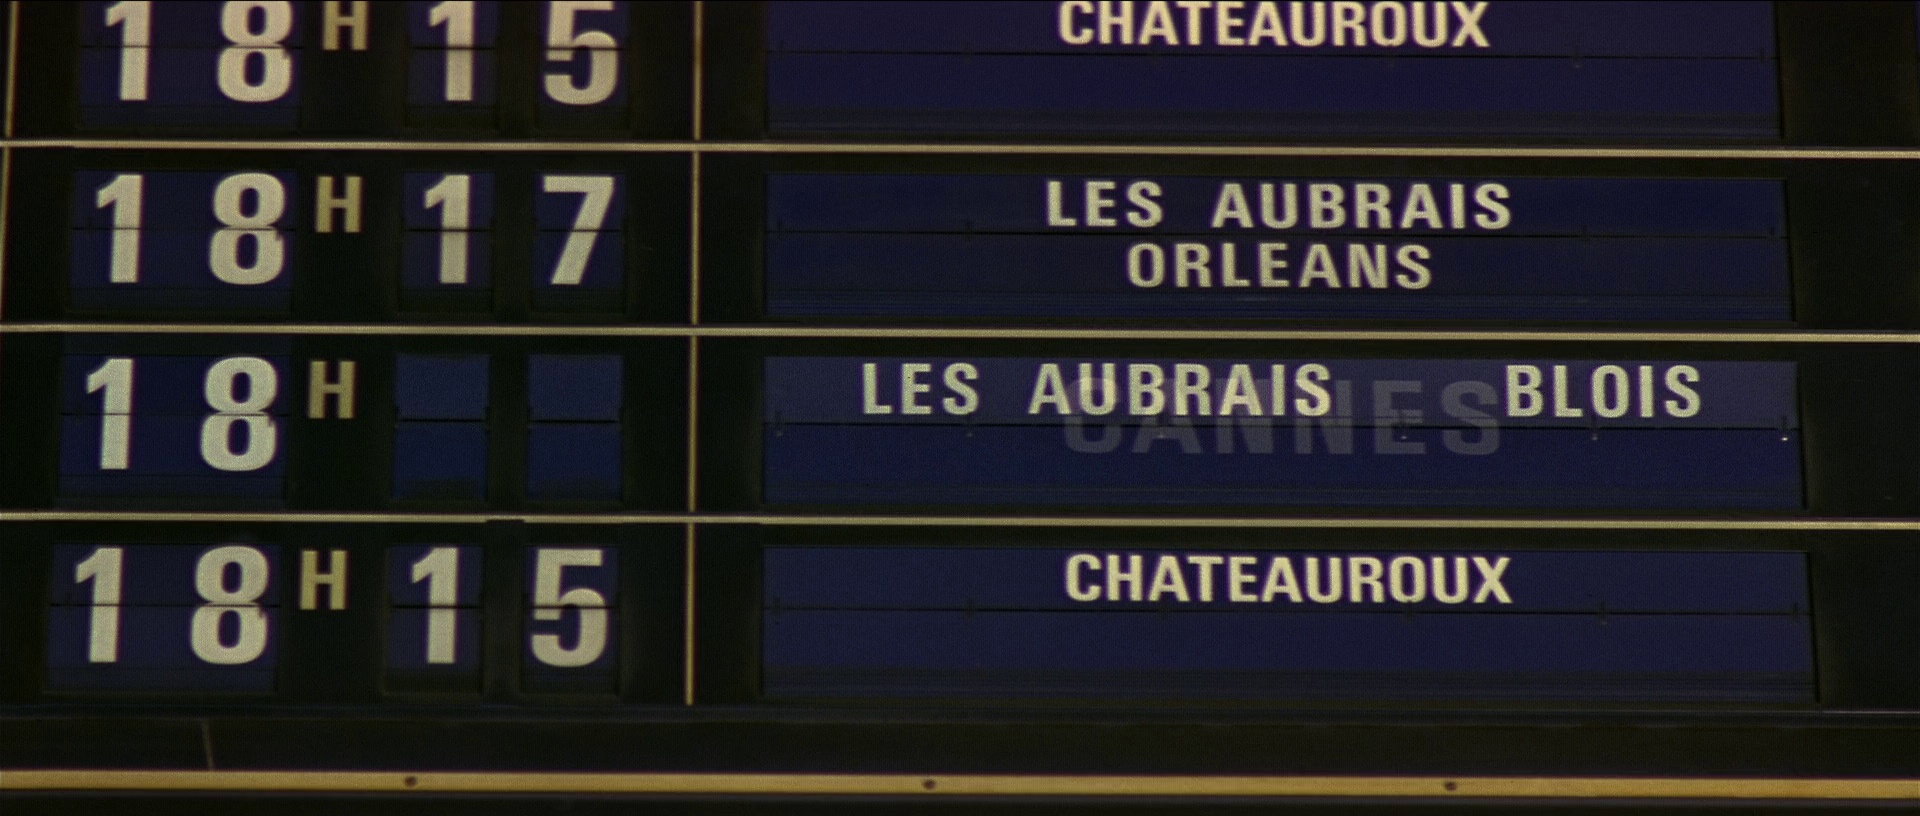 18H15 CHATEAUROUX
18H17 LES AUBRAIS
ORLEANS
18H LES AUBRAIS BLOIS
CANNES
18H15 CHATEAUROUX